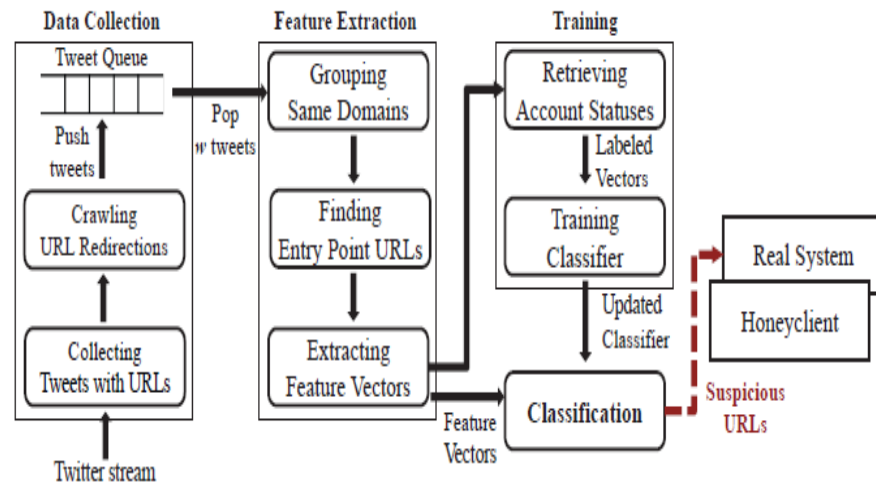 Data Collection
Tweet Queue
Push
tweets
Crawling
URL Redirections
Collecting
Tweets with URLs
Twitter stream
Pop
w tweets
Feature Extraction
Grouping
Same Domains
Finding
Entry Point URLs
Extracting
Feature Vectors
Feature
Vectors
Training
Retrieving
Account Statuses
Labeled
Vectors
Training
Classifier
Updated
Classifier
Classification
Suspicious
URLs
Real System
Honeyclient